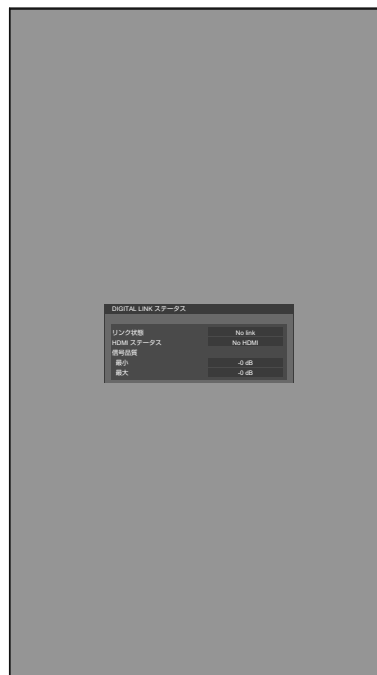 DIGITAL LINK ステータス
リンク状態 No link
HDMI ステータス No HDMI
信号品質
最小 -0 dB
最大 -0 dB